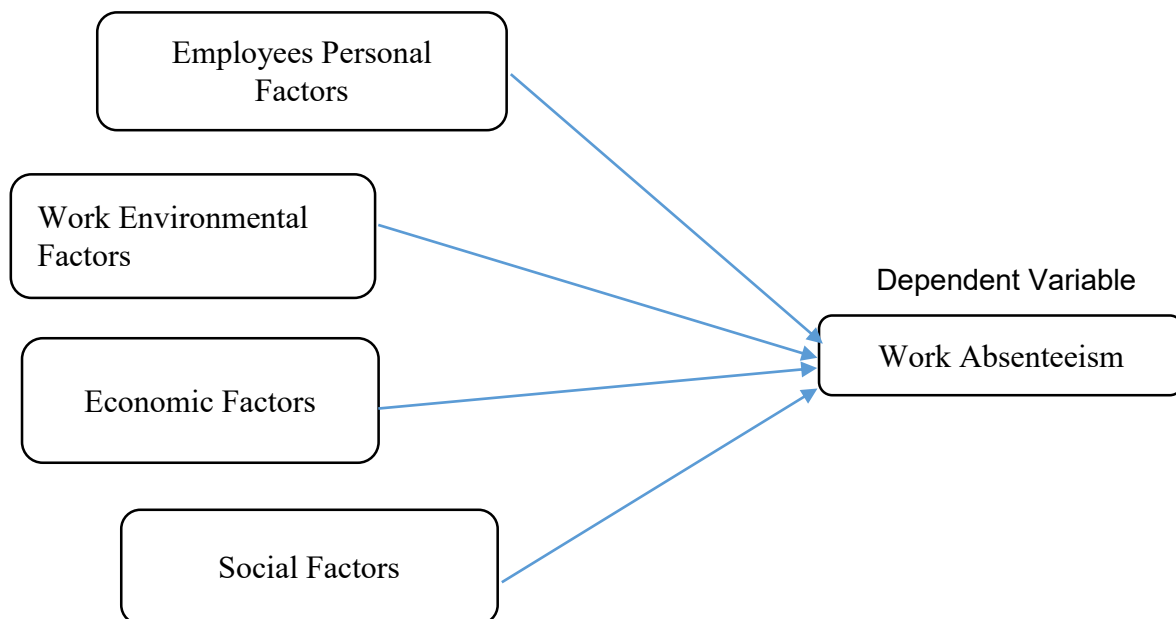 Employees Personal
Factors
Work Environmental
Factors
Dependent Variable
Work Absenteeism
Economic Factors
Social Factors